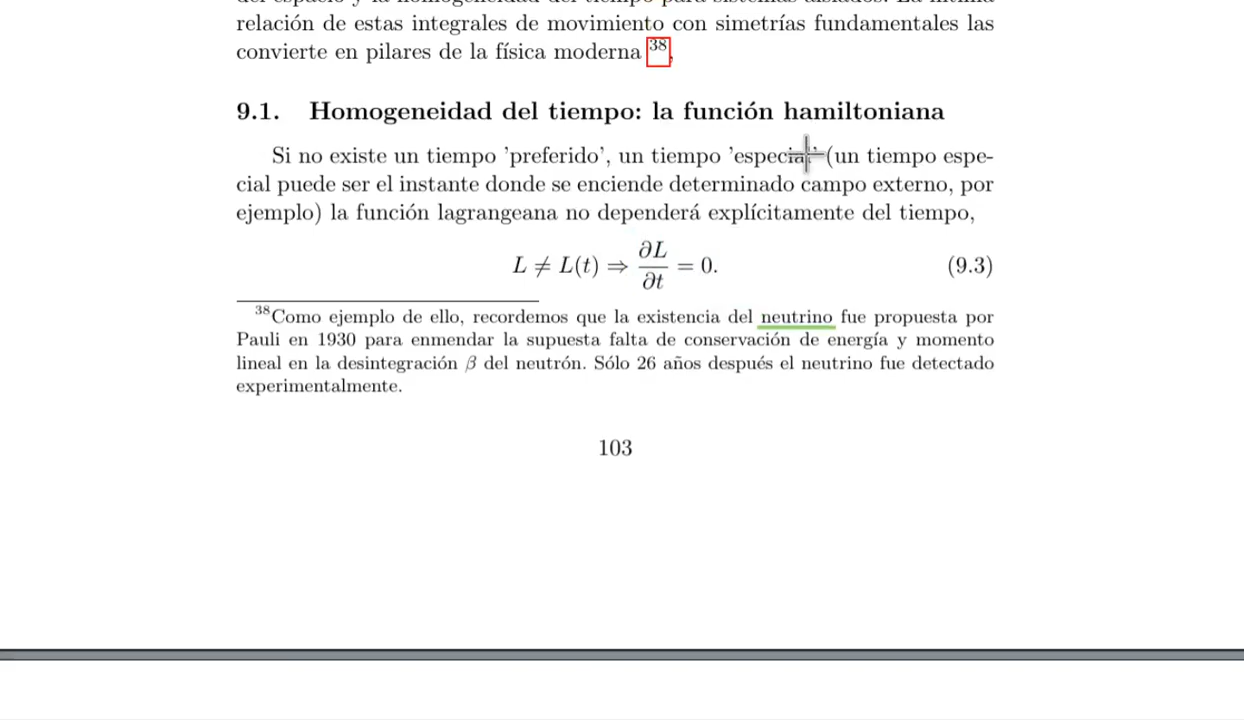 relación de estas integrales de movimiento con simetrías fundamentales las
convierte en pilares de la física moderna 38.
9.1. Homogeneidad del tiempo: la función hamiltoniana
Si no existe un tiempo 'preferido', un tiempo 'especial' (un tiempo espe-
cial puede ser el instante donde se enciende determinado campo externo, por
ejemplo) la función lagrangeana no dependerá explícitamente del tiempo,
L ≠ L(t) ⇒ ∂L/∂t = 0. (9.3)
38Como ejemplo de ello, recordemos que la existencia del neutrino fue propuesta por
Pauli en 1930 para enmendar la supuesta falta de conservación de energía y momento
lineal en la desintegración β del neutrón. Sólo 26 años después el neutrino fue detectado
experimentalmente.
103